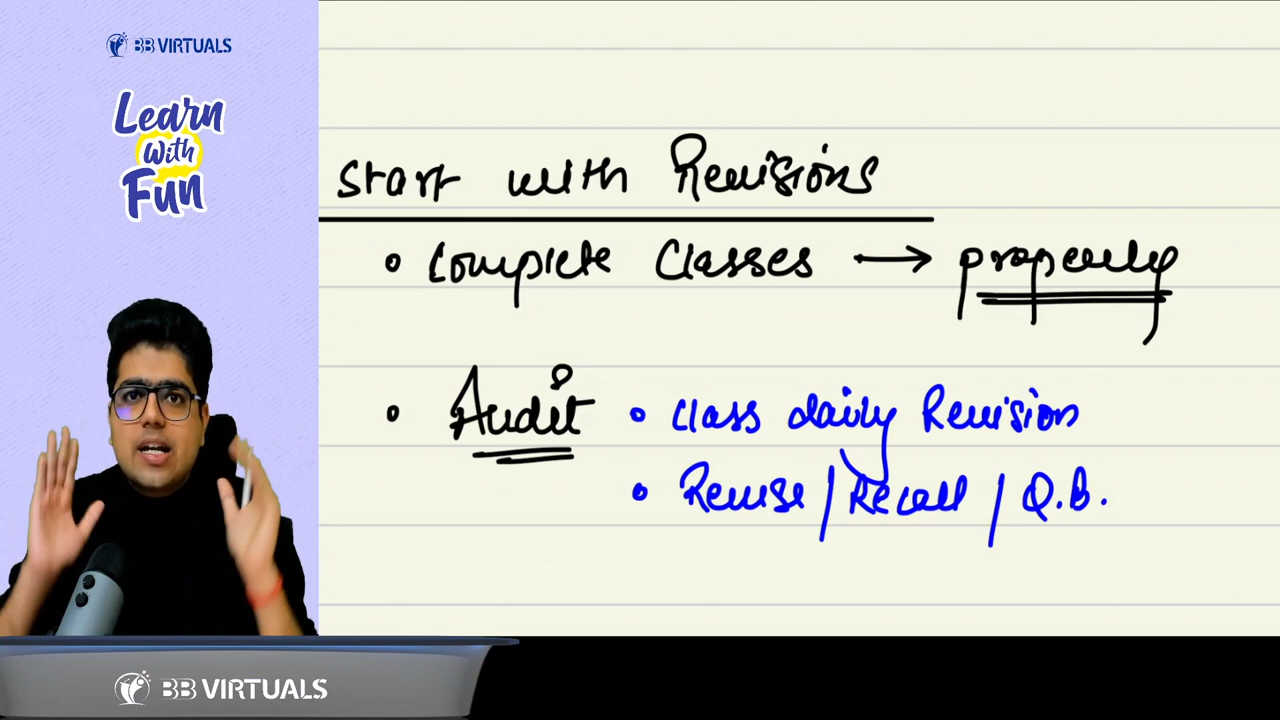 BB VIRTUALS
Learn
With
Fun
Start with Revisions
• Complete Classes → properly
• Audit • Class daily Revision
• Revise / Recall / Q.B.
BB VIRTUALS